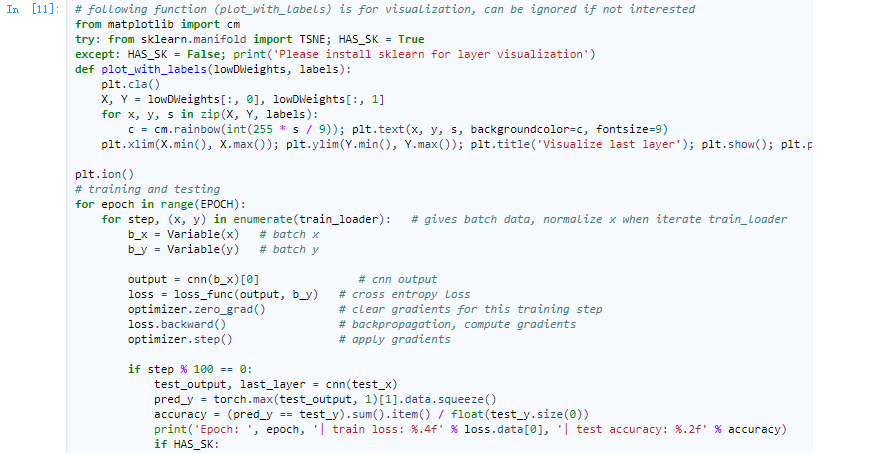 In [11]: # following function (plot_with_labels) is for visualization, can be ignored if not interested
from matplotlib import cm
try: from sklearn.manifold import TSNE; HAS_SK = True
except: HAS_SK = False; print('Please install sklearn for layer visualization')
def plot_with_labels(lowDWeights, labels):
    plt.cla()
    X, Y = lowDWeights[:, 0], lowDWeights[:, 1]
    for x, y, s in zip(X, Y, labels):
        c = cm.rainbow(int(255 * s / 9)); plt.text(x, y, s, backgroundcolor=c, fontsize=9)
    plt.xlim(X.min(), X.max()); plt.ylim(Y.min(), Y.max()); plt.title('Visualize last layer'); plt.show(); plt.p

plt.ion()
# training and testing
for epoch in range(EPOCH):
    for step, (x, y) in enumerate(train_loader):   # gives batch data, normalize x when iterate train_loader
        b_x = Variable(x)   # batch x
        b_y = Variable(y)   # batch y

        output = cnn(b_x)[0]               # cnn output
        loss = loss_func(output, b_y)   # cross entropy loss
        optimizer.zero_grad()           # clear gradients for this training step
        loss.backward()                 # backpropagation, compute gradients
        optimizer.step()                # apply gradients

        if step % 100 == 0:
            test_output, last_layer = cnn(test_x)
            pred_y = torch.max(test_output, 1)[1].data.squeeze()
            accuracy = (pred_y == test_y).sum().item() / float(test_y.size(0))
            print('Epoch: ', epoch, '| train loss: %.4f' % loss.data[0], '| test accuracy: %.2f' % accuracy)
            if HAS_SK: